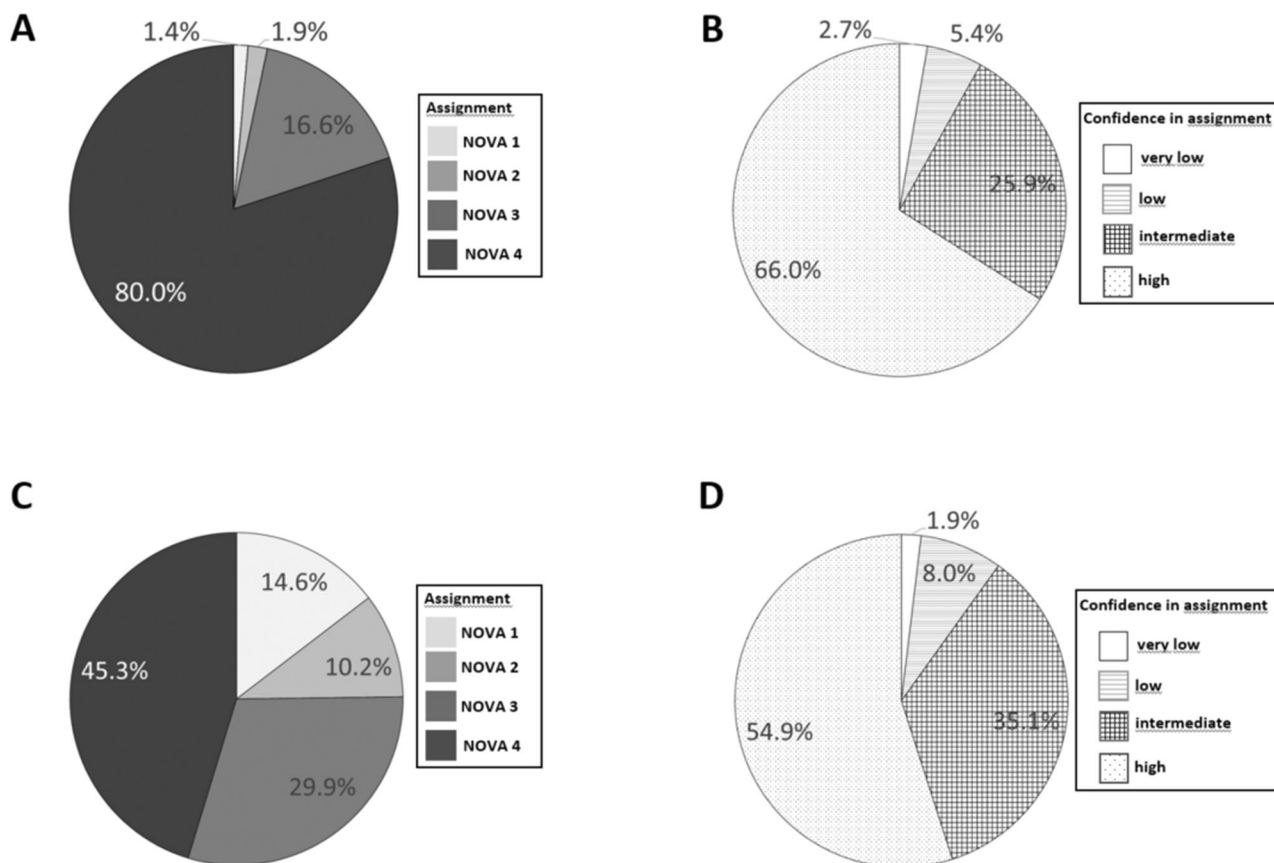 A
1.4%
1.9%
16.6%
80.0%
Assignment
NOVA 1
NOVA 2
NOVA 3
NOVA 4
B
2.7%
5.4%
25.9%
66.0%
Confidence in assignment
very low
low
intermediate
high
C
14.6%
10.2%
29.9%
45.3%
Assignment
NOVA 1
NOVA 2
NOVA 3
NOVA 4
D
1.9%
8.0%
35.1%
54.9%
Confidence in assignment
very low
low
intermediate
high